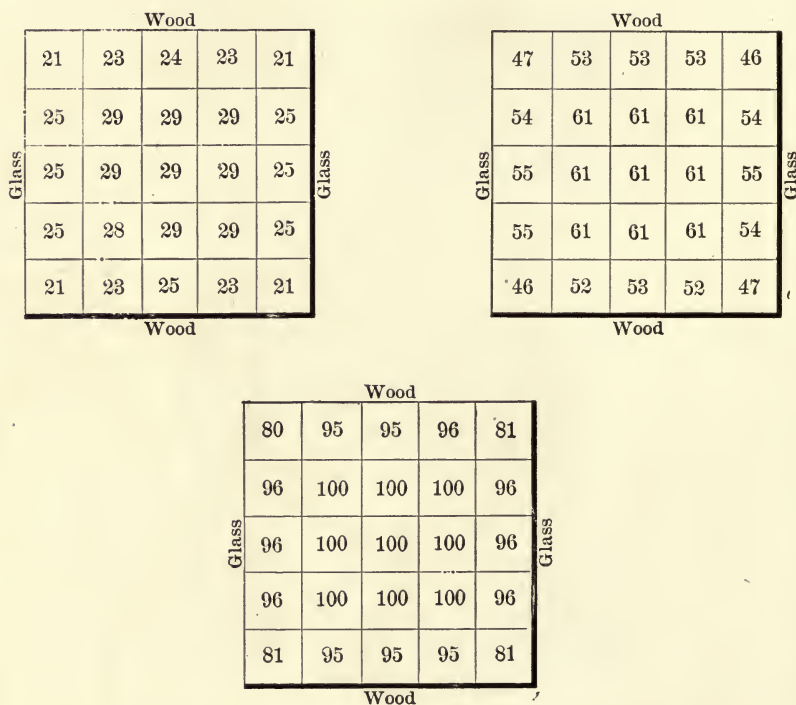 Wood
21 23 24 23 21
25 29 29 29 25
Glass 25 29 29 29 25 Glass
25 28 29 29 25
21 23 25 23 21
Wood
Wood
47 53 53 53 46
54 61 61 61 54
Glass 55 61 61 61 55 Glass
55 61 61 61 54
46 52 53 52 47
Wood
Wood
80 95 95 96 81
96 100 100 100 96
Glass 96 100 100 100 96 Glass
96 100 100 100 96
81 95 95 95 81
Wood